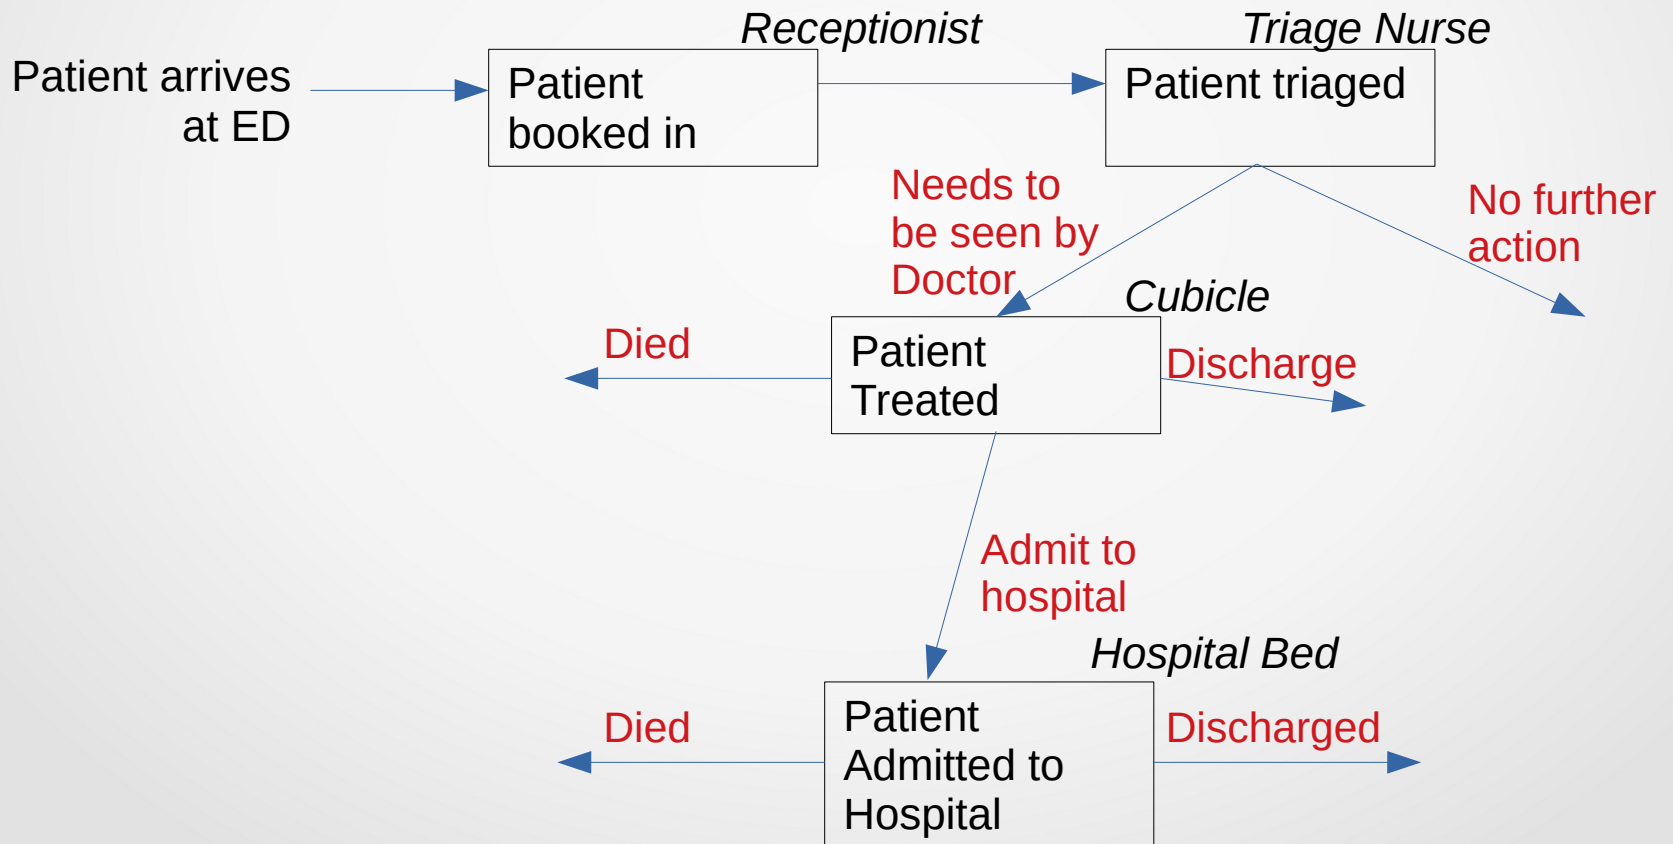 Receptionist
Triage Nurse
Patient arrives
at ED
Patient
booked in
Patient triaged
Needs to
be seen by
Doctor
No further
action
Cubicle
Died
Patient
Treated
Discharge
Admit to
hospital
Hospital Bed
Died
Patient
Admitted to
Hospital
Discharged